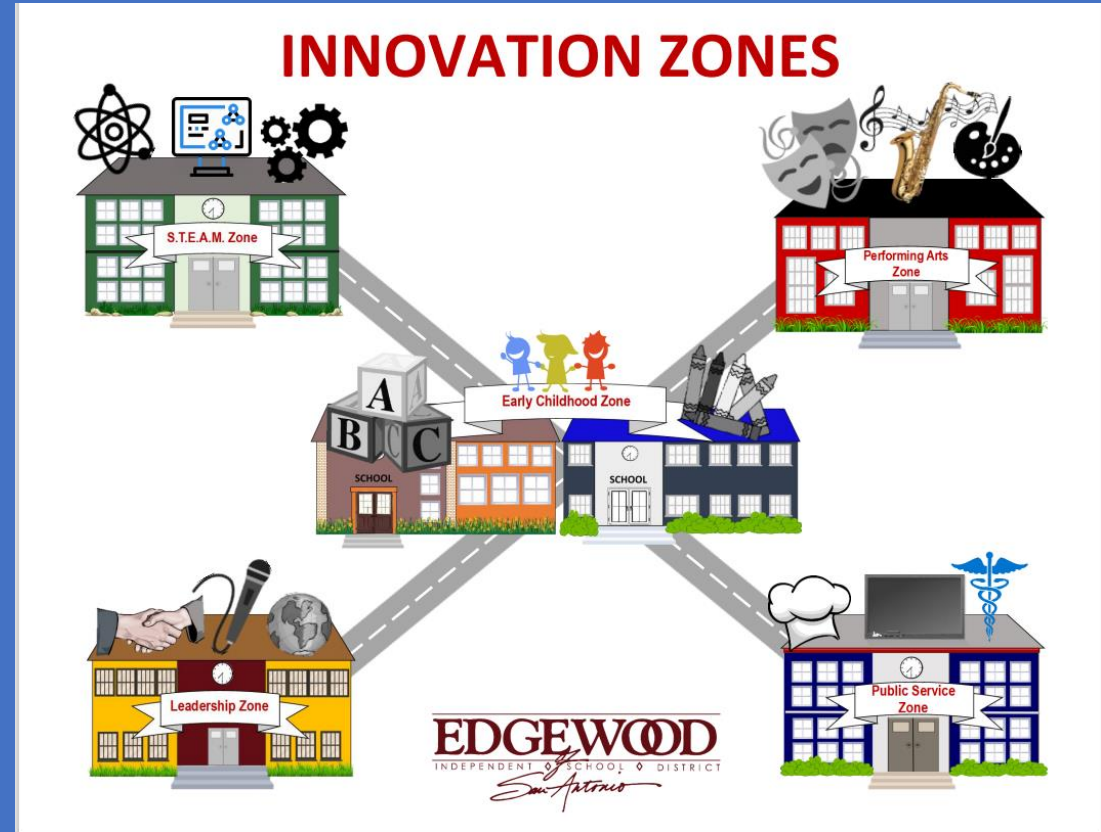 INNOVATION ZONES
S.T.E.A.M. Zone
Performing Arts
Zone
Early Childhood Zone
A
A
B
C
C
SCHOOL
SCHOOL
Leadership Zone
Public Service
Zone
EDGEWOOD
INDEPENDENT SCHOOL DISTRICT
of
San Antonio